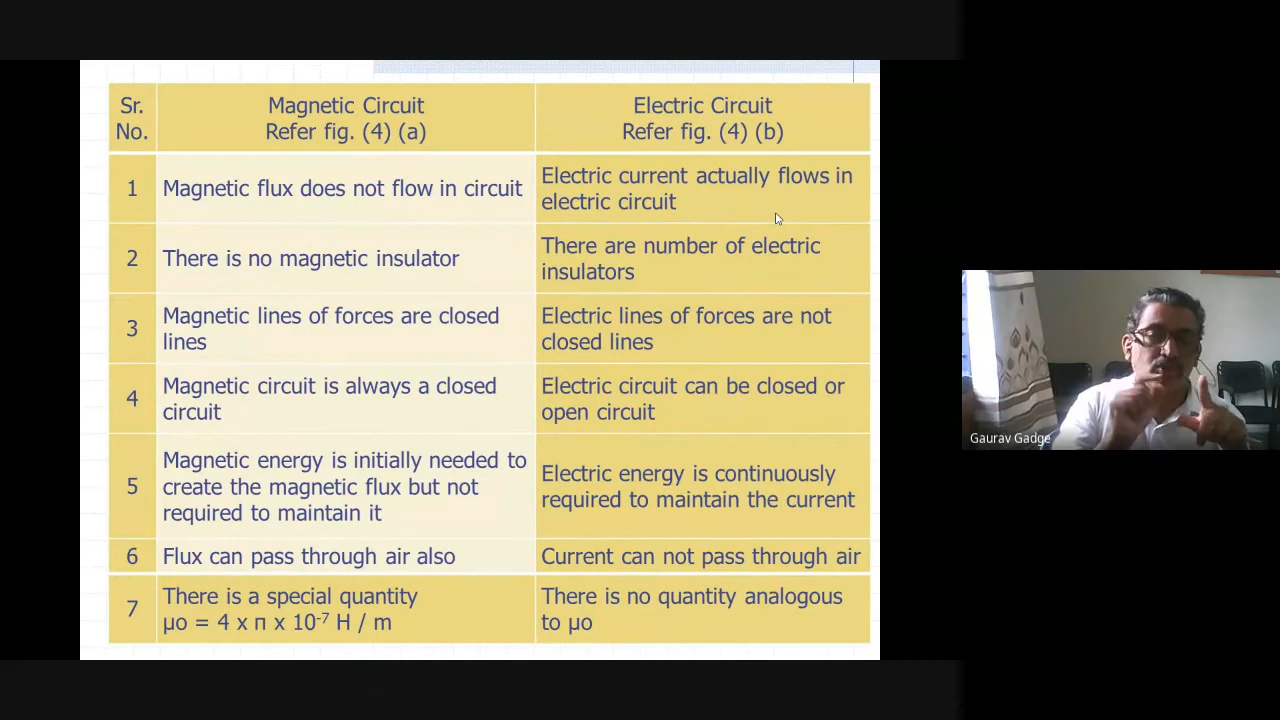 Sr.
No.
Magnetic Circuit
Refer fig. (4) (a)
Electric Circuit
Refer fig. (4) (b)
1
Magnetic flux does not flow in circuit
Electric current actually flows in
electric circuit
2
There is no magnetic insulator
There are number of electric
insulators
3
Magnetic lines of forces are closed
lines
Electric lines of forces are not
closed lines
4
Magnetic circuit is always a closed
circuit
Electric circuit can be closed or
open circuit
5
Magnetic energy is initially needed to
create the magnetic flux but not
required to maintain it
Electric energy is continuously
required to maintain the current
6
Flux can pass through air also
Current can not pass through air
7
There is a special quantity
µo = 4 x п x 10⁻⁷ H / m
There is no quantity analogous
to µo
Gaurav Gadge